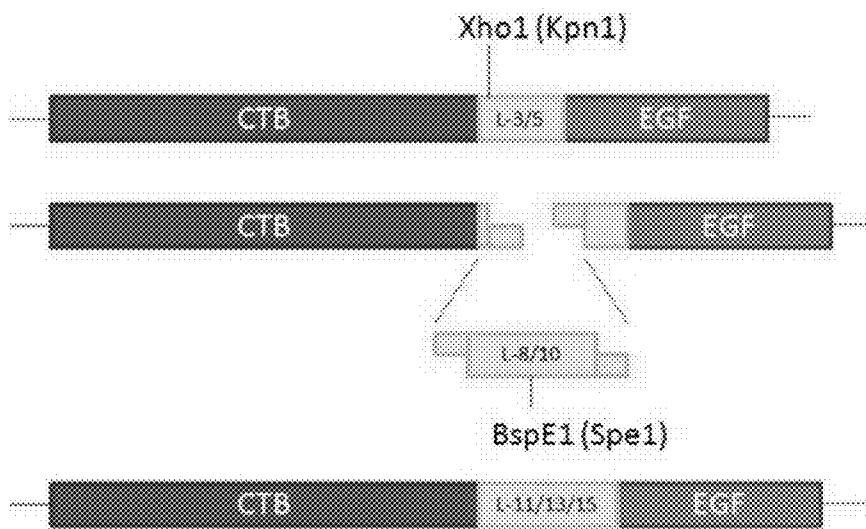 Xho1 (Kpn1)
CTB L-3/5 EGF
CTB EGF
L-8/10
BspE1 (Spe1)
CTB L-11/13/15 EGF